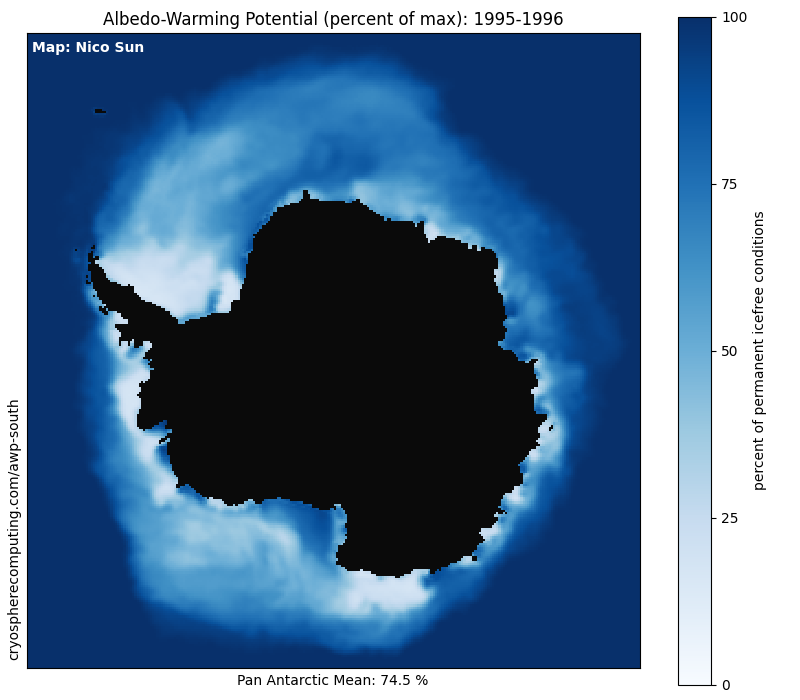 Albedo-Warming Potential (percent of max): 1995-1996
Map: Nico Sun
cryospherecomputing.com/awp-south
Pan Antarctic Mean: 74.5 %
100
75
50
25
0
percent of permanent icefree conditions